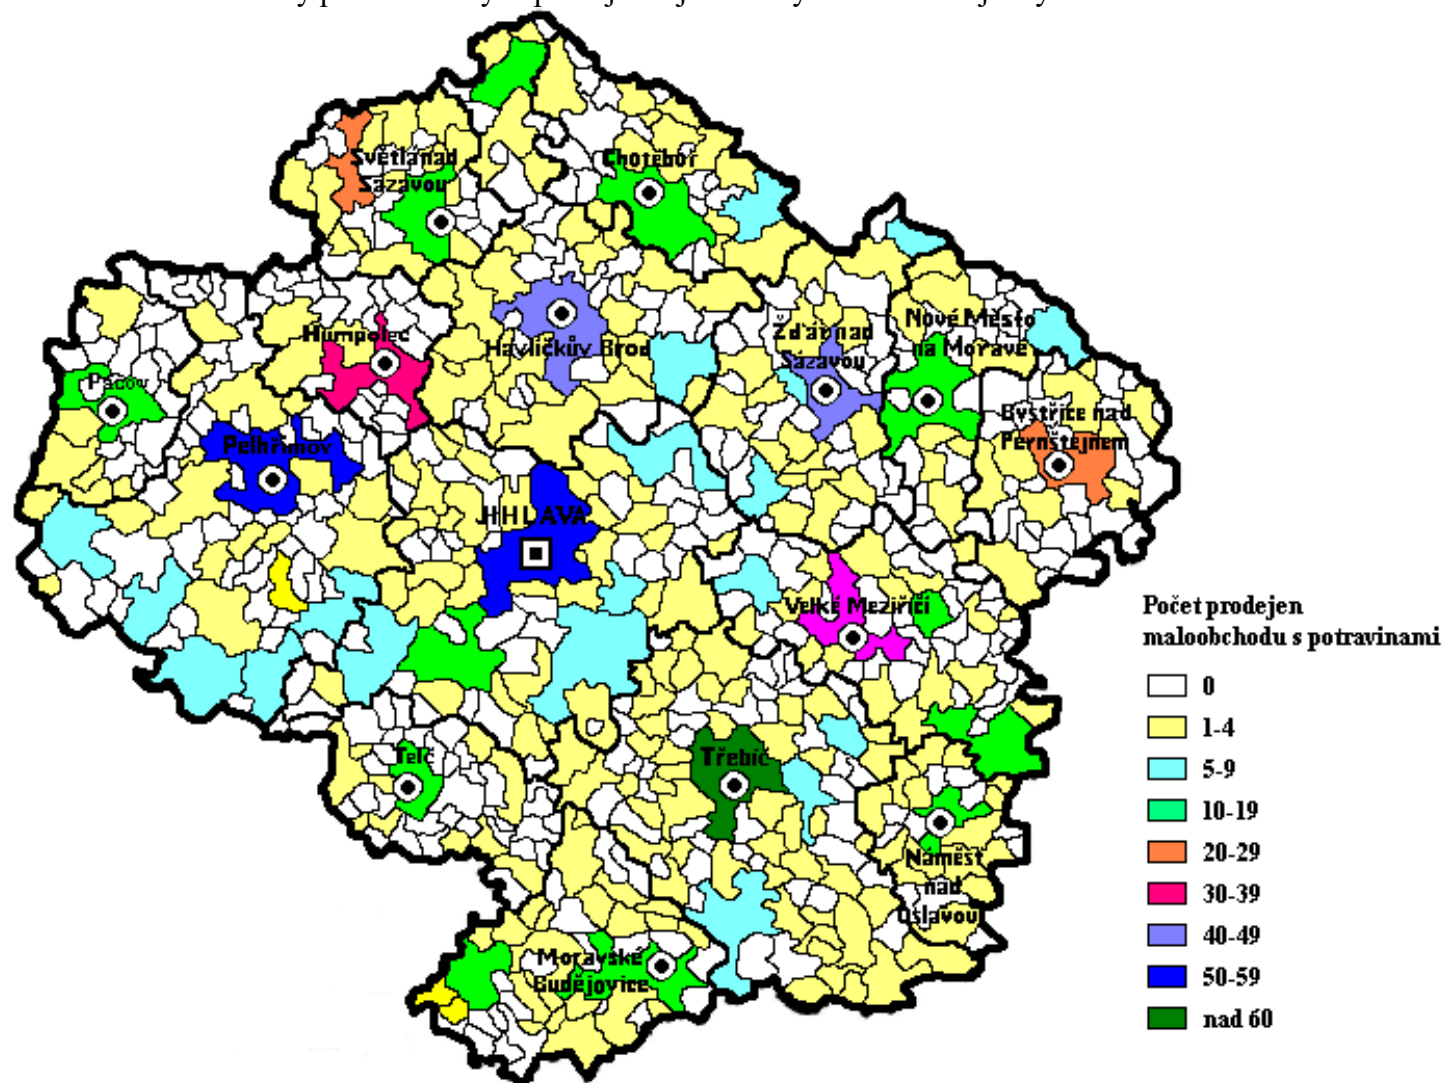 Světlá nad
Sázavou
Chotěboř
Humpolec
Havlíčkův Brod
Žďár nad
Sázavou
Nové Město
na Moravě
Pacov
Pelhřimov
Bystřice nad
Pernštejnem
JIHLAVA
Velké Meziříčí
Telč
Třebíč
Náměšť
nad
Oslavou
Moravské
Budějovice
Počet prodejen
maloobchodu s potravinami
0
1-4
5-9
10-19
20-29
30-39
40-49
50-59
nad 60